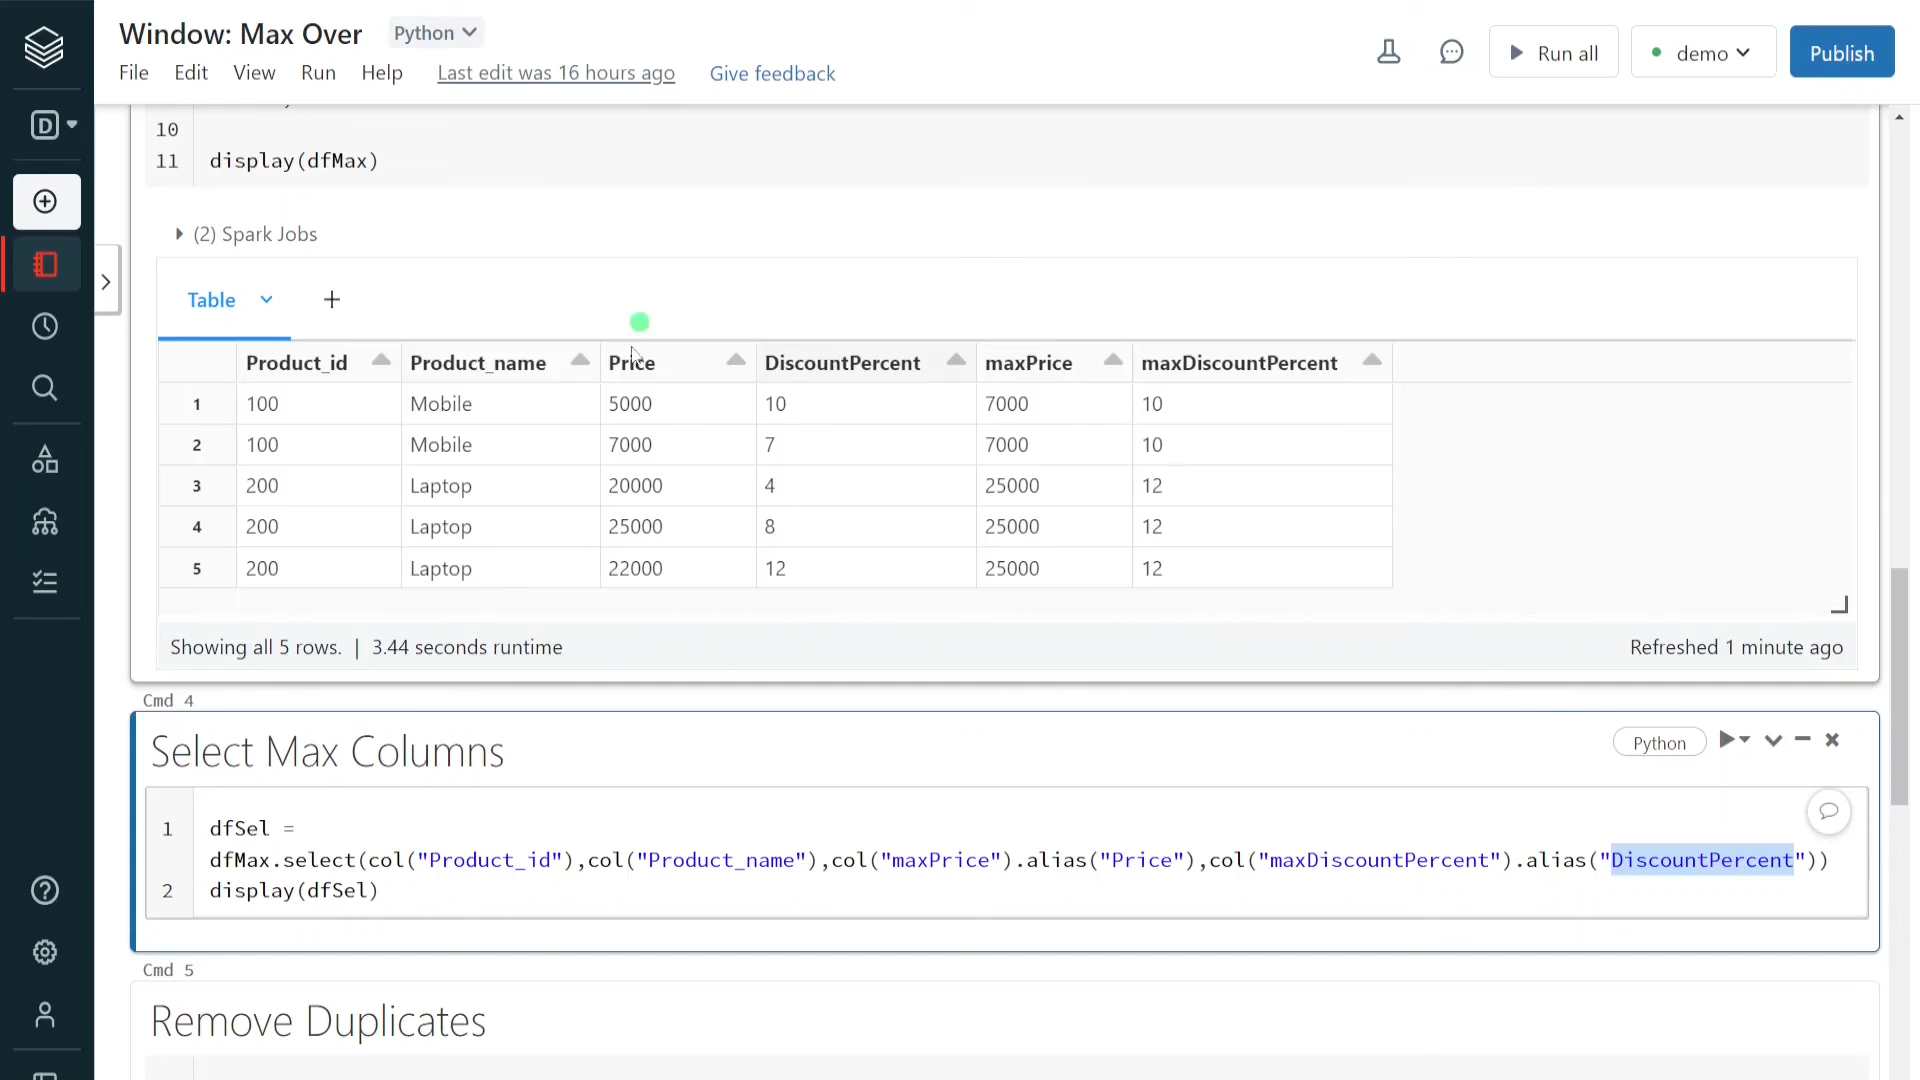 Window: Max Over Python
File Edit View Run Help Last edit was 16 hours ago Give feedback
Run all demo Publish
D
10
11 display(dfMax)
(2) Spark Jobs
Table +
Product_id Product_name Price DiscountPercent maxPrice maxDiscountPercent
1 100 Mobile 5000 10 7000 10
2 100 Mobile 7000 7 7000 10
3 200 Laptop 20000 4 25000 12
4 200 Laptop 25000 8 25000 12
5 200 Laptop 22000 12 25000 12
Showing all 5 rows. | 3.44 seconds runtime Refreshed 1 minute ago
Cmd 4
Select Max Columns Python
1 dfSel =
dfMax.select(col("Product_id"),col("Product_name"),col("maxPrice").alias("Price"),col("maxDiscountPercent").alias("DiscountPercent"))
2 display(dfSel)
Cmd 5
Remove Duplicates